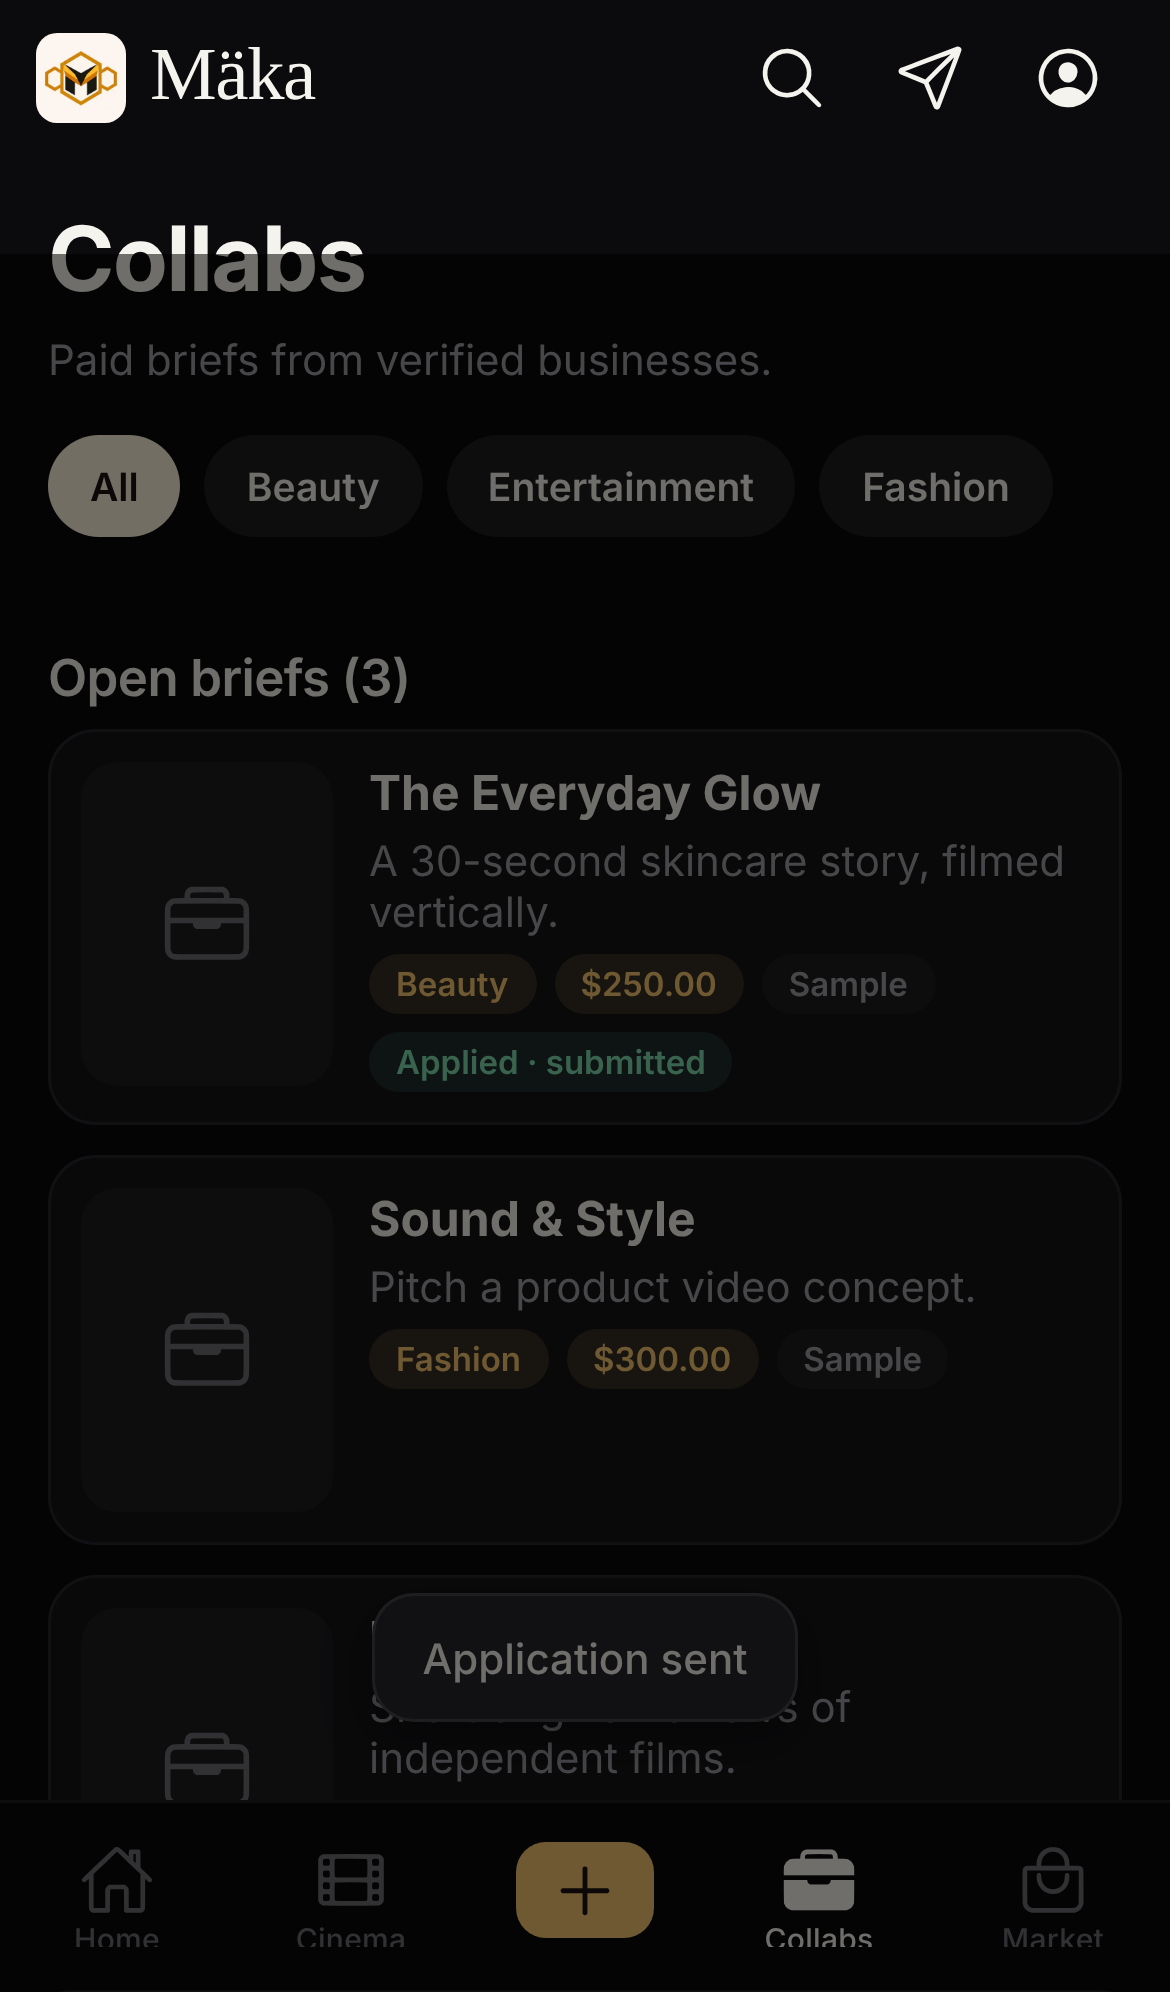 Mäka
Collabs
Paid briefs from verified businesses.
All
Beauty
Entertainment
Fashion
Open briefs (3)
The Everyday Glow
A 30-second skincare story, filmed
vertically.
Beauty
$250.00
Sample
Applied · submitted
Sound & Style
Pitch a product video concept.
Fashion
$300.00
Sample
Application sent
of
independent films.
Home
Cinema
Collabs
Market